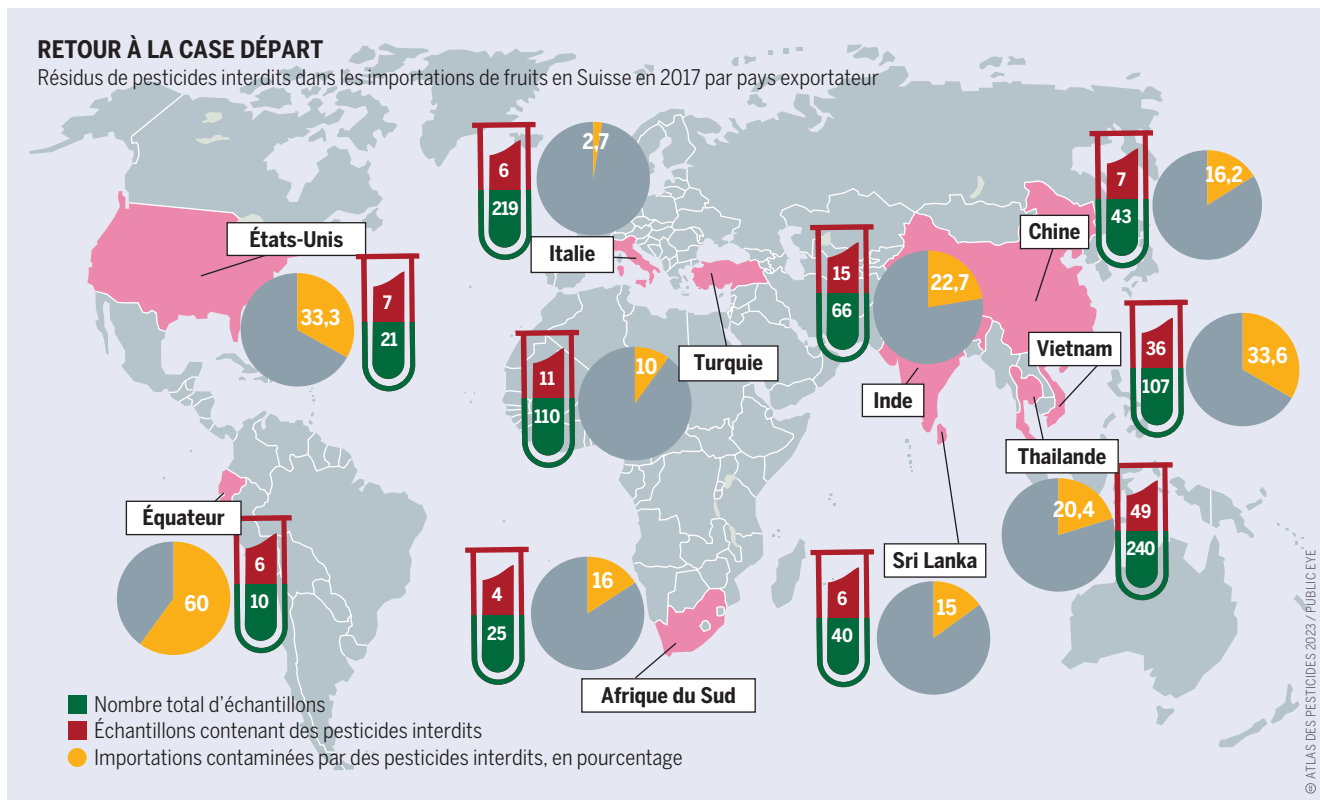 RETOUR À LA CASE DÉPART
Résidus de pesticides interdits dans les importations de fruits en Suisse en 2017 par pays exportateur
États-Unis
33,3
7
21
6
219
2,7
Italie
11
110
10
Turquie
15
66
22,7
Inde
7
43
16,2
Chine
36
107
33,6
Vietnam
Thailande
20,4
49
240
Équateur
60
6
10
4
25
16
Afrique du Sud
6
40
15
Sri Lanka
Nombre total d'échantillons
Échantillons contenant des pesticides interdits
Importations contaminées par des pesticides interdits, en pourcentage
ATLAS DES PESTICIDES 2023 / PUBLIC EYE